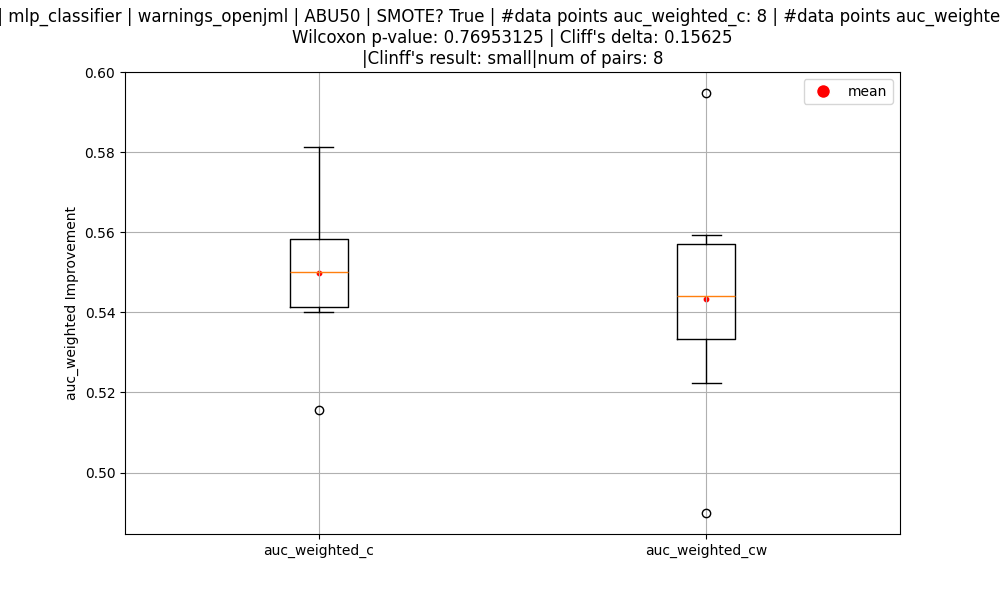 | mlp_classifier | warnings_openjml | ABU50 | SMOTE? True | #data points auc_weighted_c: 8 | #data points
Wilcoxon p-value: 0.76953125 | Cliff's delta: 0.15625
|Clinff's result: small|num of pairs: 8
mean
0.60
0.58
0.56
0.54
0.52
0.50
auc_weighted Improvement
auc_weighted_c
auc_weighted_cw